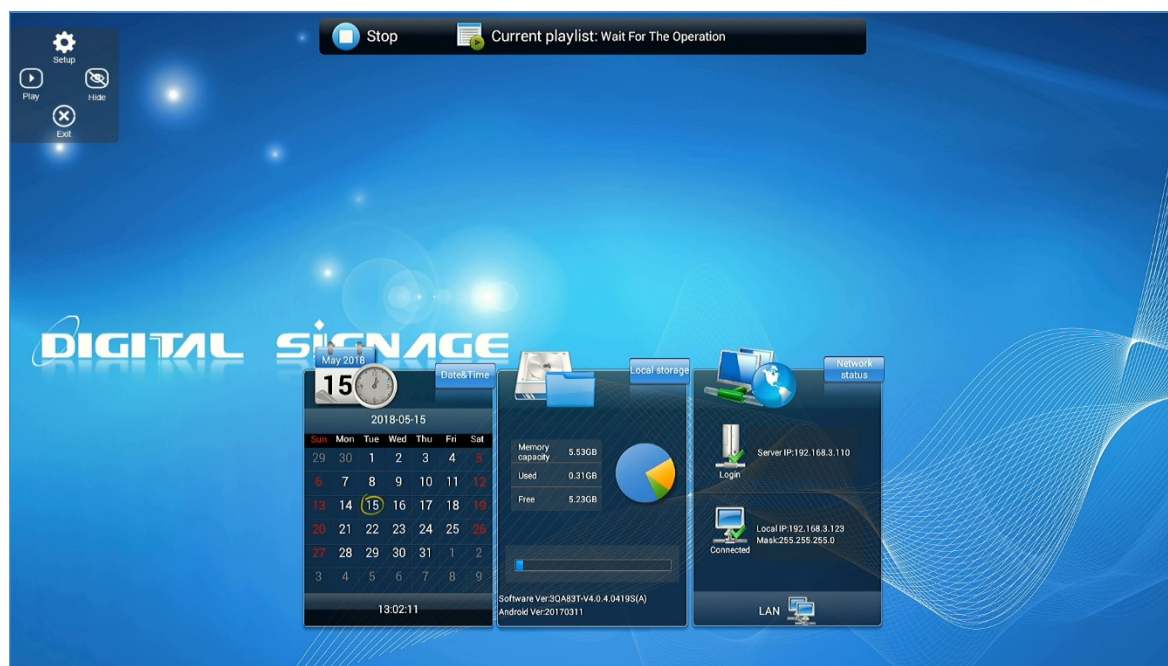 Stop
Current playlist: Wait For The Operation
Setup
Play
Hide
Exit
DIGITAL SIGNAGE
May 2018
15
Date&Time
2018-05-15
Sun Mon Tue Wed Thu Fri Sat
29 30 1 2 3 4 5
6 7 8 9 10 11 12
13 14 15 16 17 18 19
20 21 22 23 24 25 26
27 28 29 30 31 1 2
3 4 5 6 7 8 9
13:02:11
Local storage
Memory
capacity
5.53GB
Used 0.31GB
Free 5.23GB
Software Ver:3QA83T-V4.0.4.0419S(A)
Android Ver:20170311
Network
status
Server IP:192.168.3.110
Login
Local IP:192.168.3.123
Mask:255.255.255.0
Connected
LAN